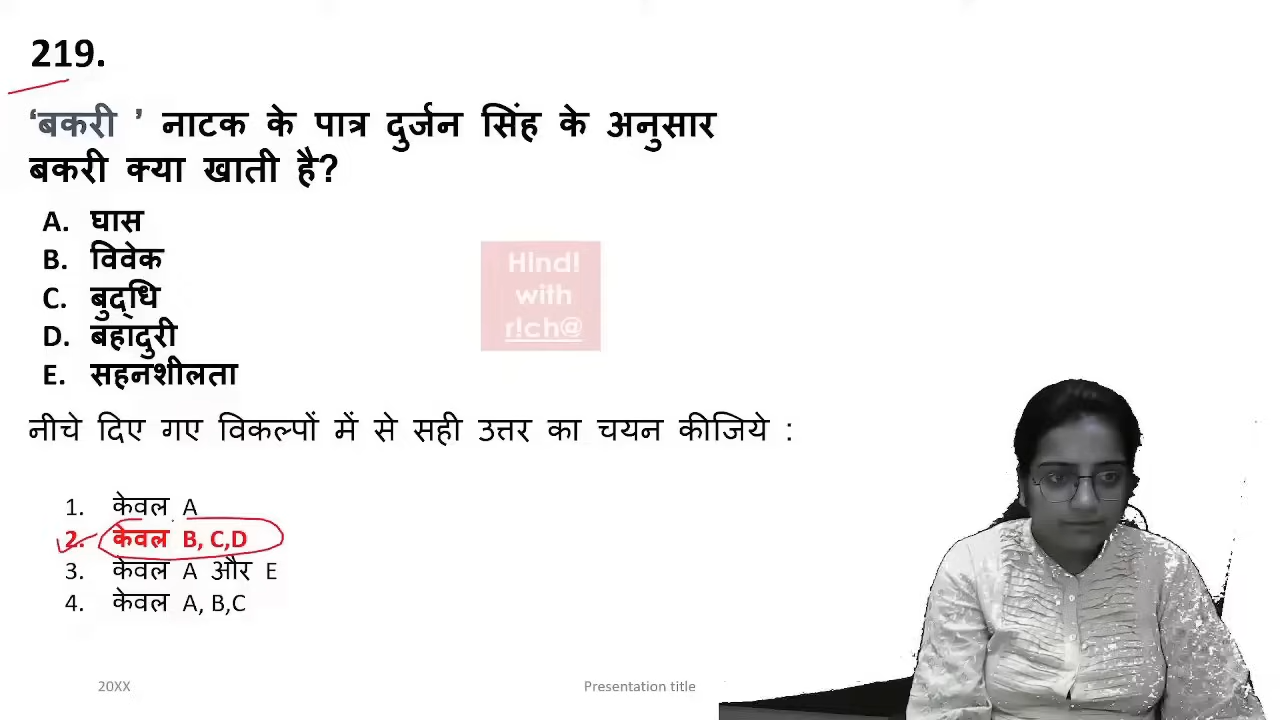 219.
‘बकरी ’ नाटक के पात्र दुर्जन सिंह के अनुसार
बकरी क्या खाती है?
A. घास
B. विवेक
C. बुद्धि
D. बहादुरी
E. सहनशीलता
नीचे दिए गए विकल्पों में से सही उत्तर का चयन कीजिये :
1. केवल A
2. केवल B, C,D
3. केवल A और E
4. केवल A, B,C
H!nd!
with
r!ch@
20XX
Presentation title